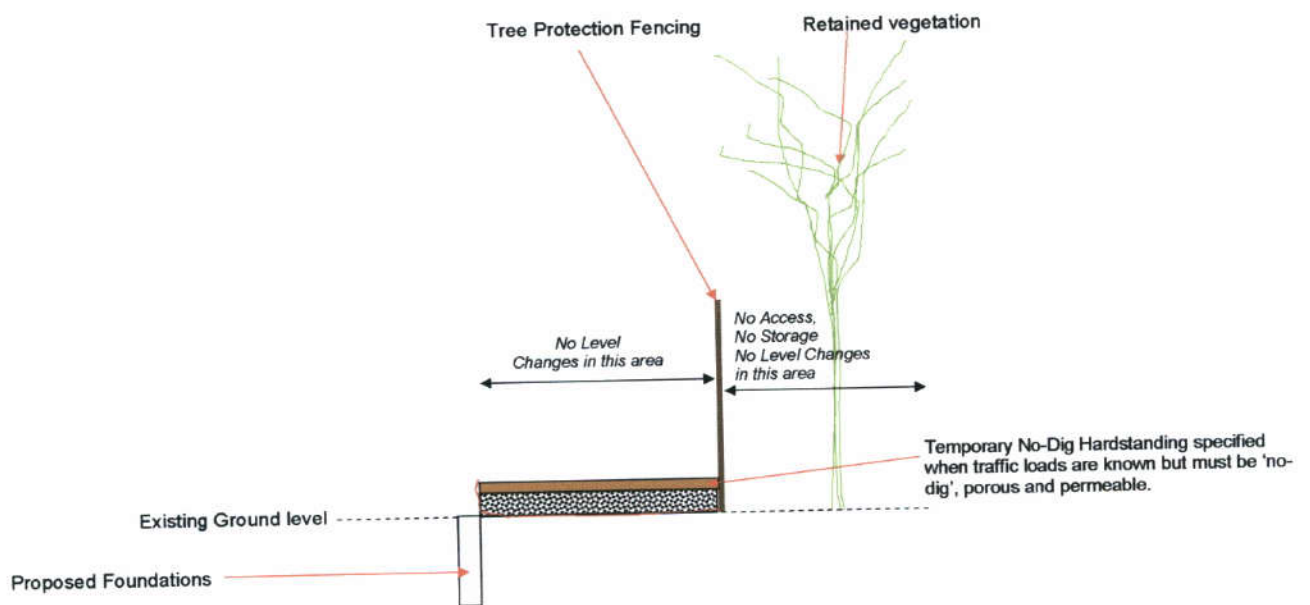 Tree Protection Fencing
Retained vegetation
No Level
Changes in this area
No Access,
No Storage
No Level Changes
in this area
Temporary No-Dig Hardstanding specified
when traffic loads are known but must be 'no-
dig', porous and permeable.
Existing Ground level
Proposed Foundations